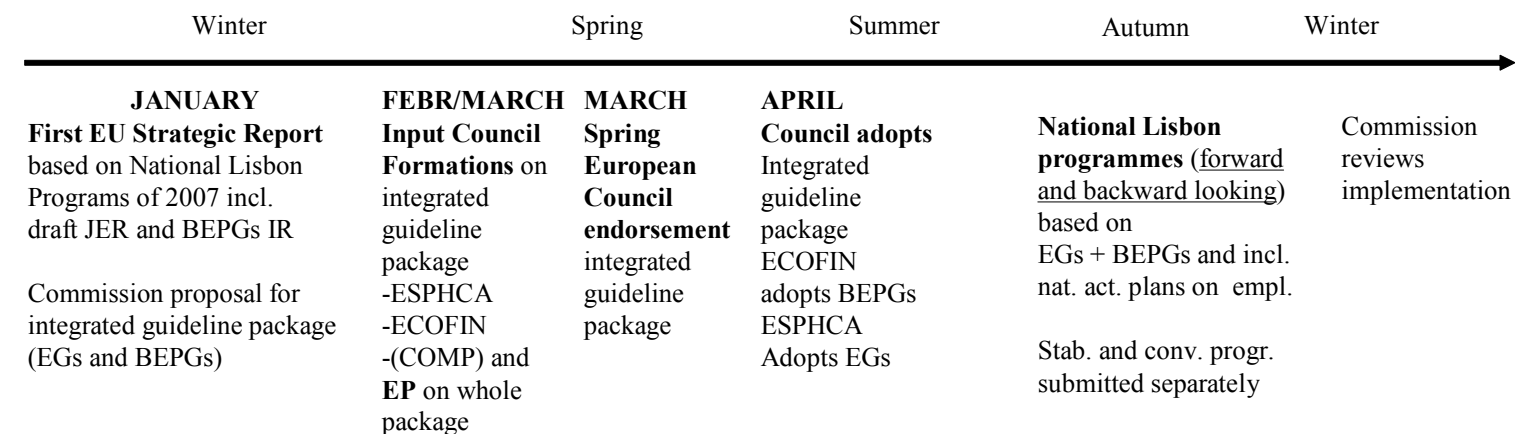 Winter Spring Summer Autumn Winter
JANUARY
First EU Strategic Report
based on National Lisbon
Programs of 2007 incl.
draft JER and BEPGs IR
Commission proposal for
integrated guideline package
(EGs and BEPGs)
FEBR/MARCH
Input Council
Formations on
integrated
guideline
package
-ESPHCA
-ECOFIN
-(COMP) and
EP on whole
package
MARCH
Spring
European
Council
endorsement
integrated
guideline
package
APRIL
Council adopts
Integrated
guideline
package
ECOFIN
adopts BEPGs
ESPHCA
Adopts EGs
National Lisbon
programmes (forward
and backward looking)
based on
EGs + BEPGs and incl.
nat. act. plans on empl.
Stab. and conv. progr.
submitted separately
Commission
reviews
implementation